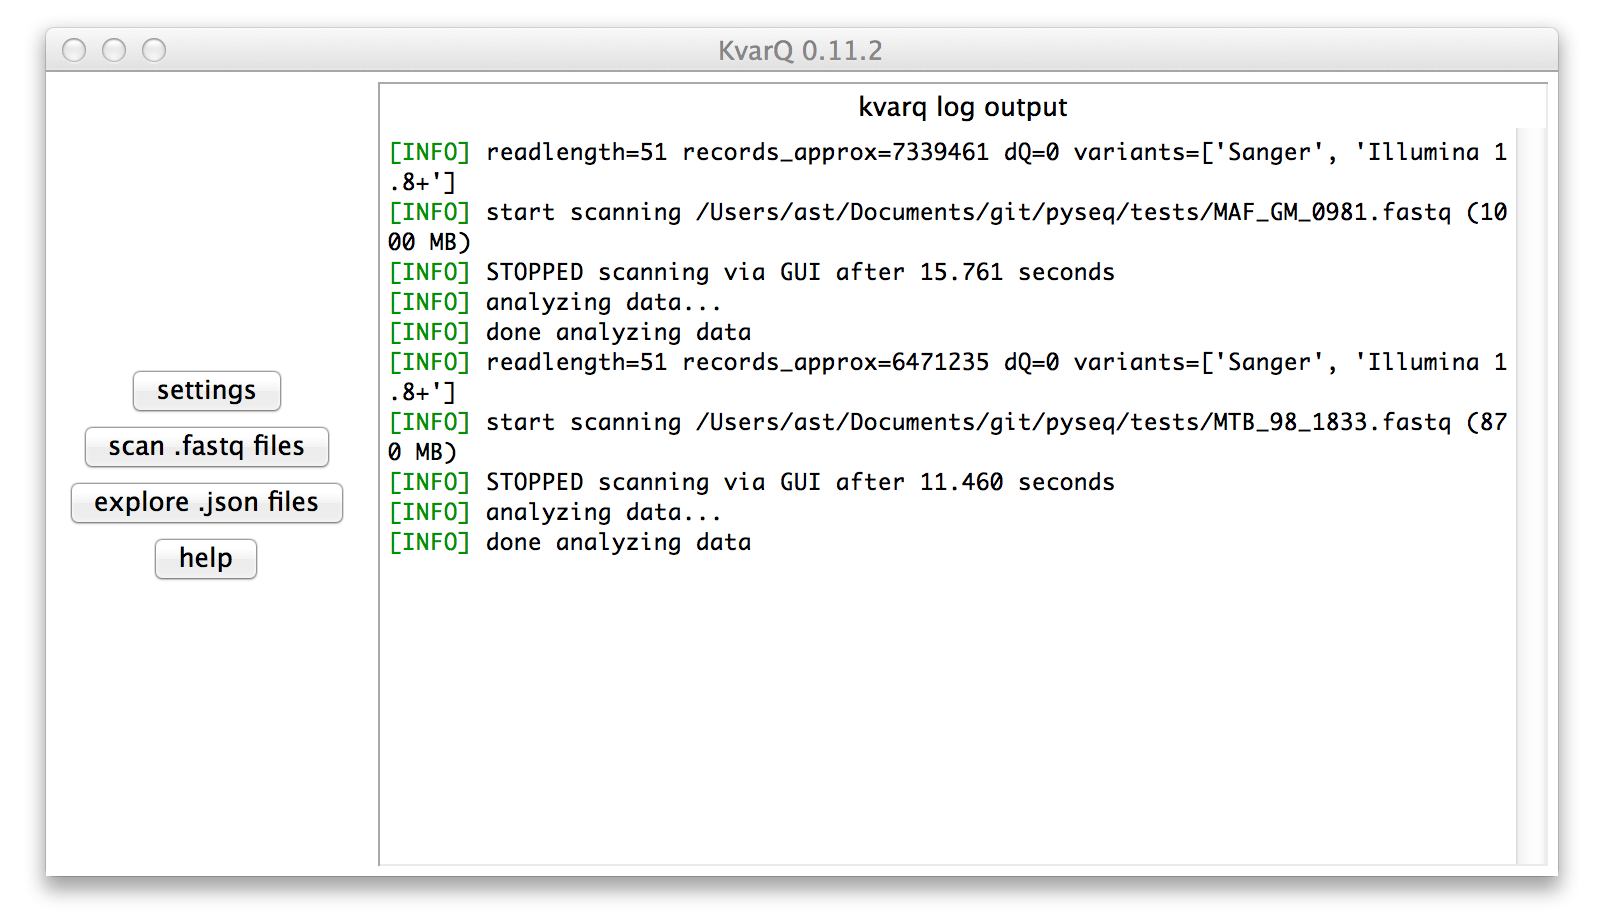 KvarQ 0.11.2
kvarq log output
[INFO] readlength=51 records_approx=7339461 dQ=0 variants=['Sanger', 'Illumina 1
.8+']
[INFO] start scanning /Users/ast/Documents/git/pyseq/tests/MAF_GM_0981.fastq (10
00 MB)
[INFO] STOPPED scanning via GUI after 15.761 seconds
[INFO] analyzing data...
[INFO] done analyzing data
[INFO] readlength=51 records_approx=6471235 dQ=0 variants=['Sanger', 'Illumina 1
.8+']
[INFO] start scanning /Users/ast/Documents/git/pyseq/tests/MTB_98_1833.fastq (87
0 MB)
[INFO] STOPPED scanning via GUI after 11.460 seconds
[INFO] analyzing data...
[INFO] done analyzing data
settings
scan .fastq files
explore .json files
help